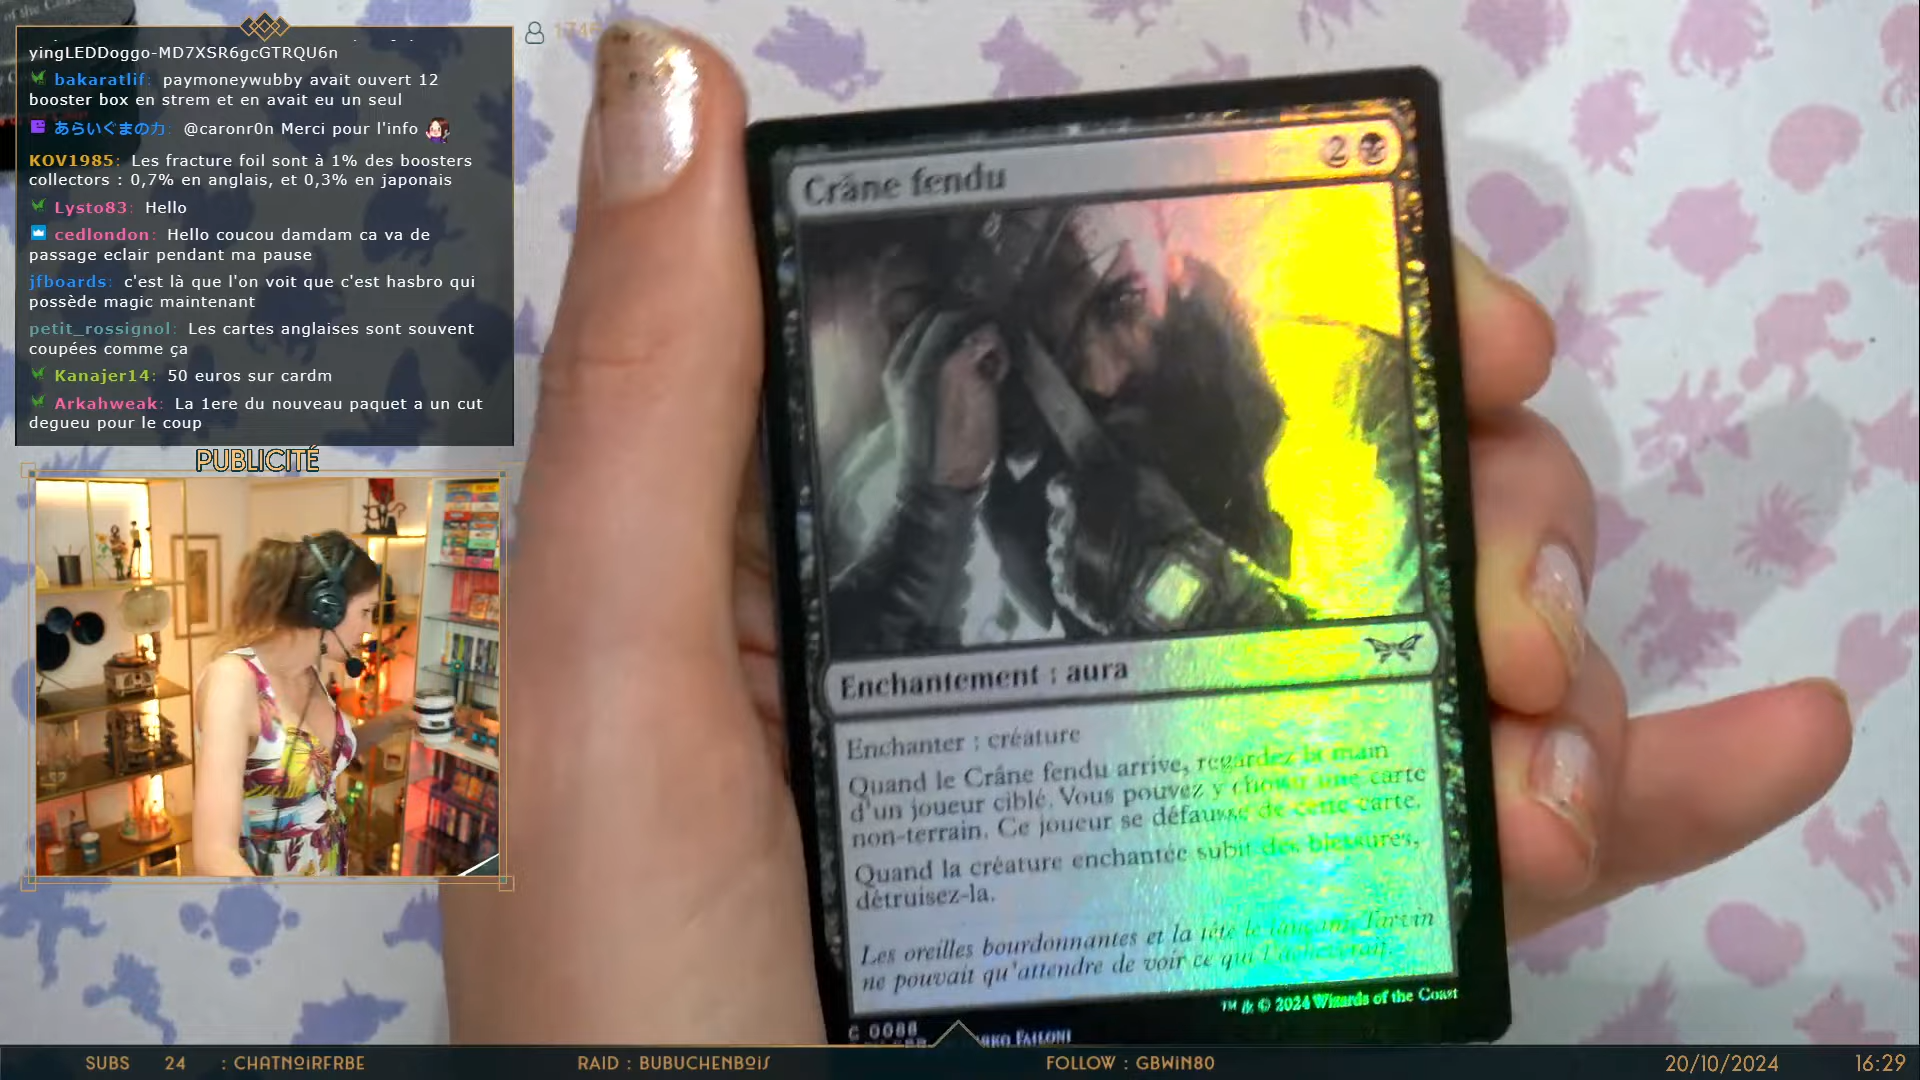 yingLEDDoggo-MD7XSR6gcGTRQU6n
bakaratlif: paymoneywubby avait ouvert 12
booster box en strem et en avait eu un seul
あらいぐまの力: @caronr0n Merci pour l'info
KOV1985: Les fracture foil sont à 1% des boosters
collectors : 0,7% en anglais, et 0,3% en japonais
Lysto83: Hello
cedlondon: Hello coucou damdam ca va de
passage eclair pendant ma pause
jfboards: c'est là que l'on voit que c'est hasbro qui
possède magic maintenant
petit_rossignol: Les cartes anglaises sont souvent
coupées comme ça
Kanajer14: 50 euros sur cardm
Arkahweak: La 1ere du nouveau paquet a un cut
degueu pour le coup
PUBLICITÉ
Crâne fendu
2
Enchantement : aura
Enchanter : créature
Quand le Crâne fendu arrive, regardez la main
d'un joueur ciblé. Vous pouvez y choisir une carte
non-terrain. Ce joueur se défausse de cette carte.
Quand la créature enchantée subit des blessures,
détruisez-la.
Les oreilles bourdonnantes et la tête le lançant, Tarvin
ne pouvait qu'attendre de voir ce qui l'achèverait.
™ & © 2024 Wizards of the Coast
C 0088
FAILONI
SUBS 24 : CHATNOIRFRBE
RAID : BUBUCHENBOIS
FOLLOW : GBWIN80
20/10/2024
16:29